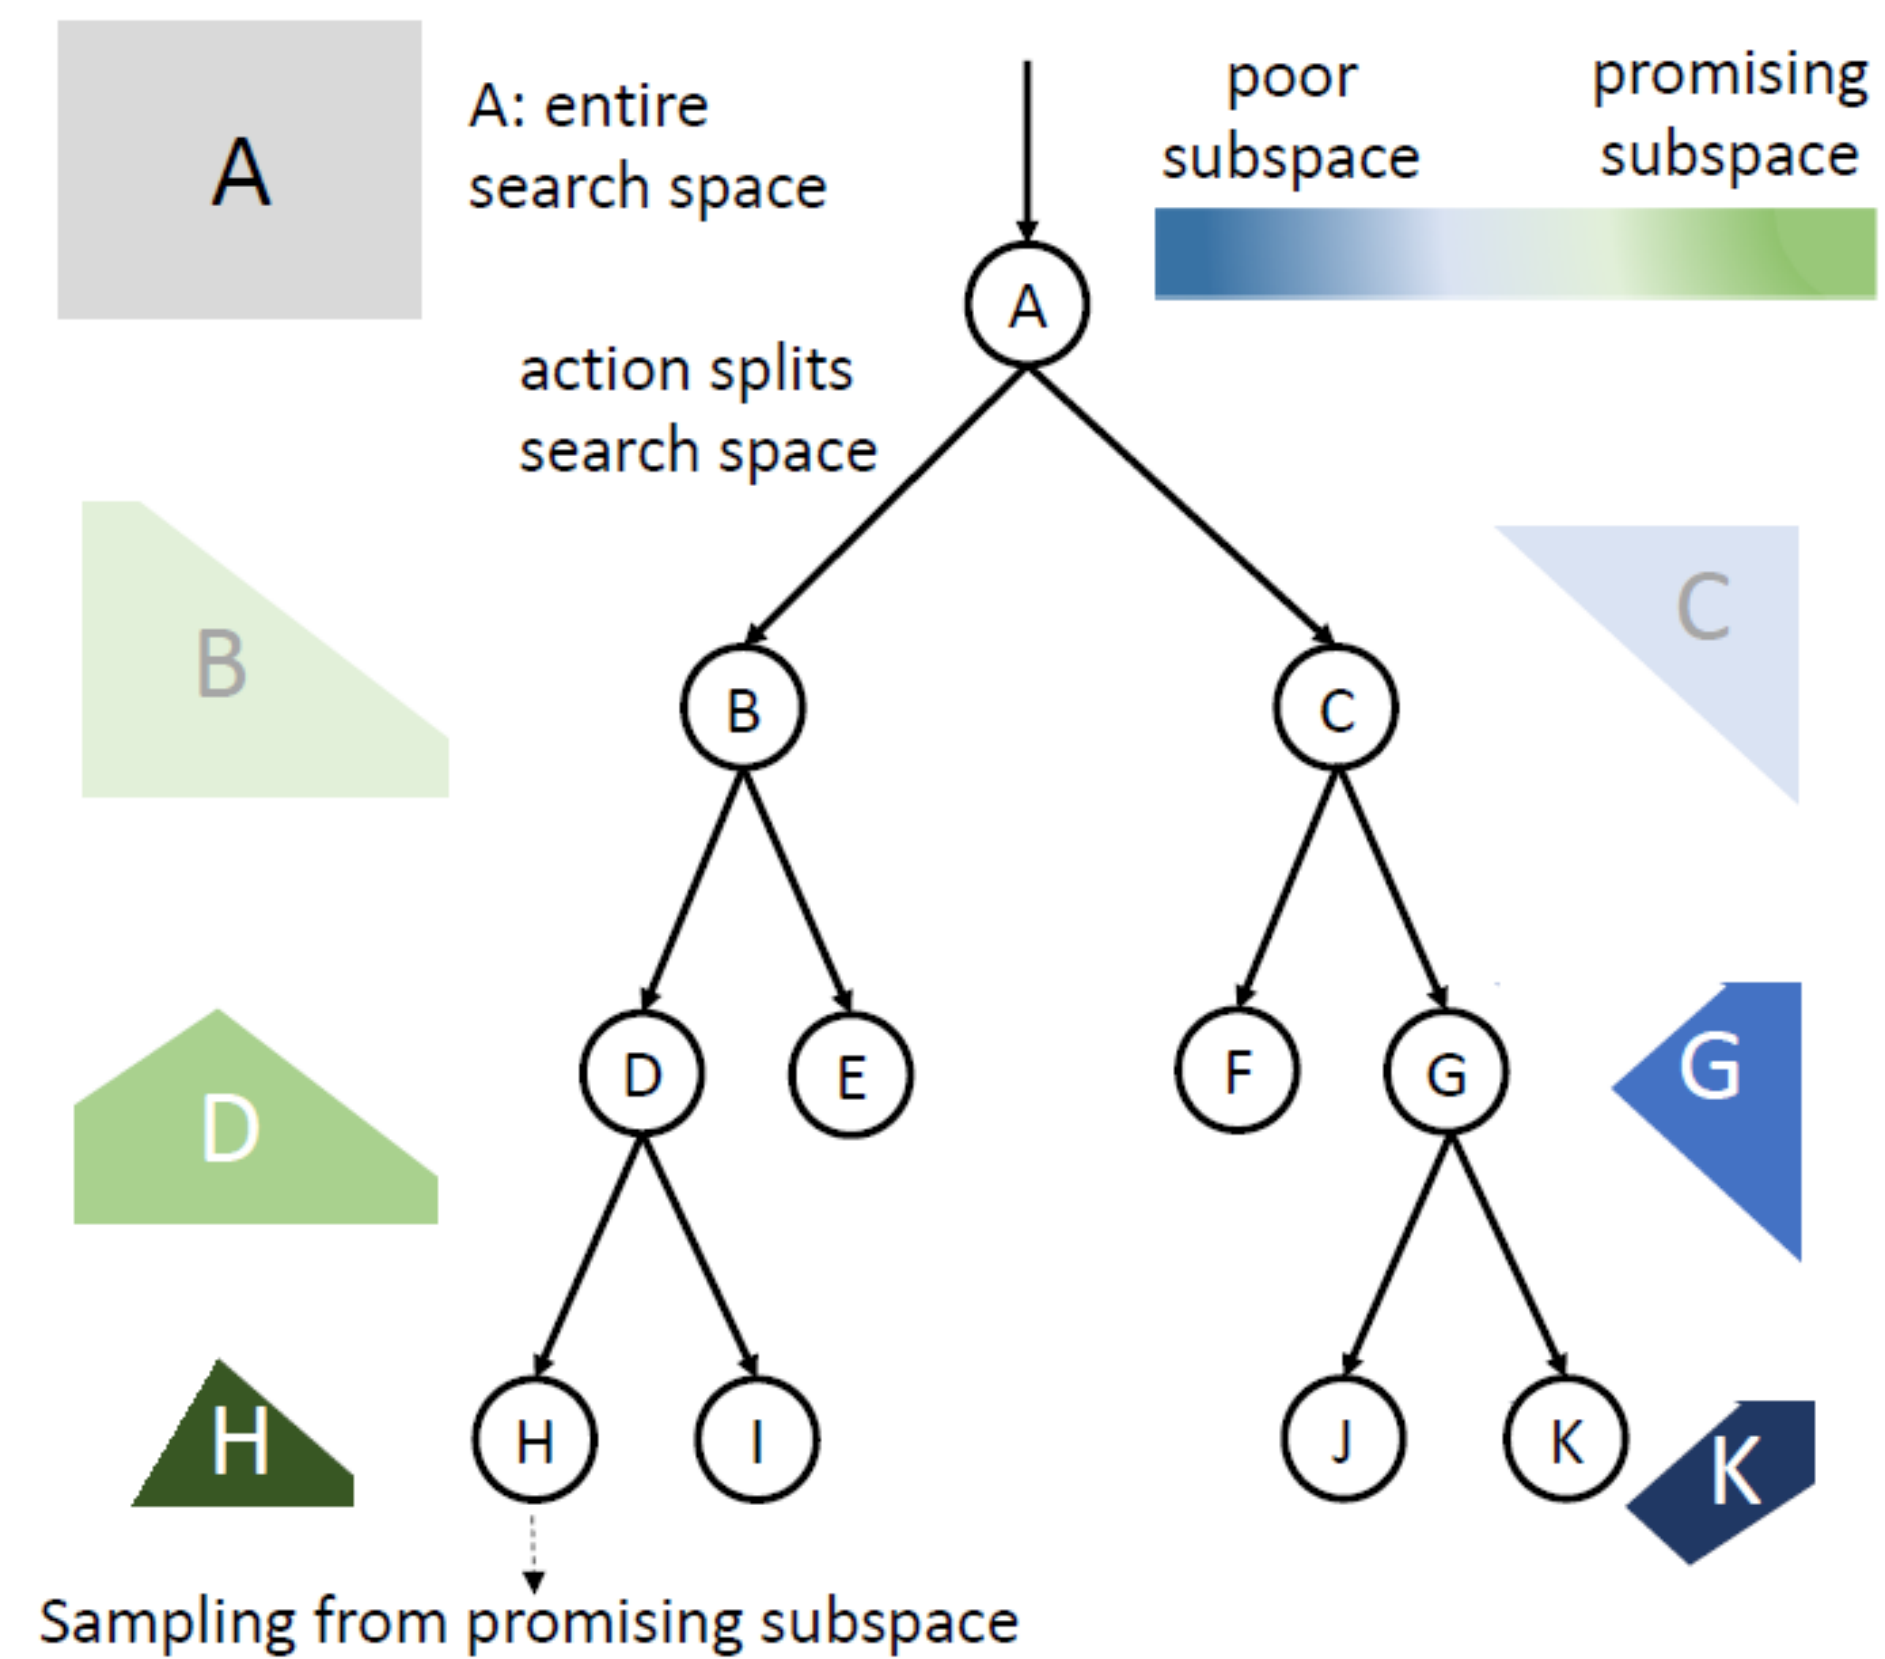 A
A: entire
search space
poor
subspace
promising
subspace
A
action splits
search space
B
C
B
C
D
E
F
G
D
G
H
I
J
K
H
K
Sampling from promising subspace